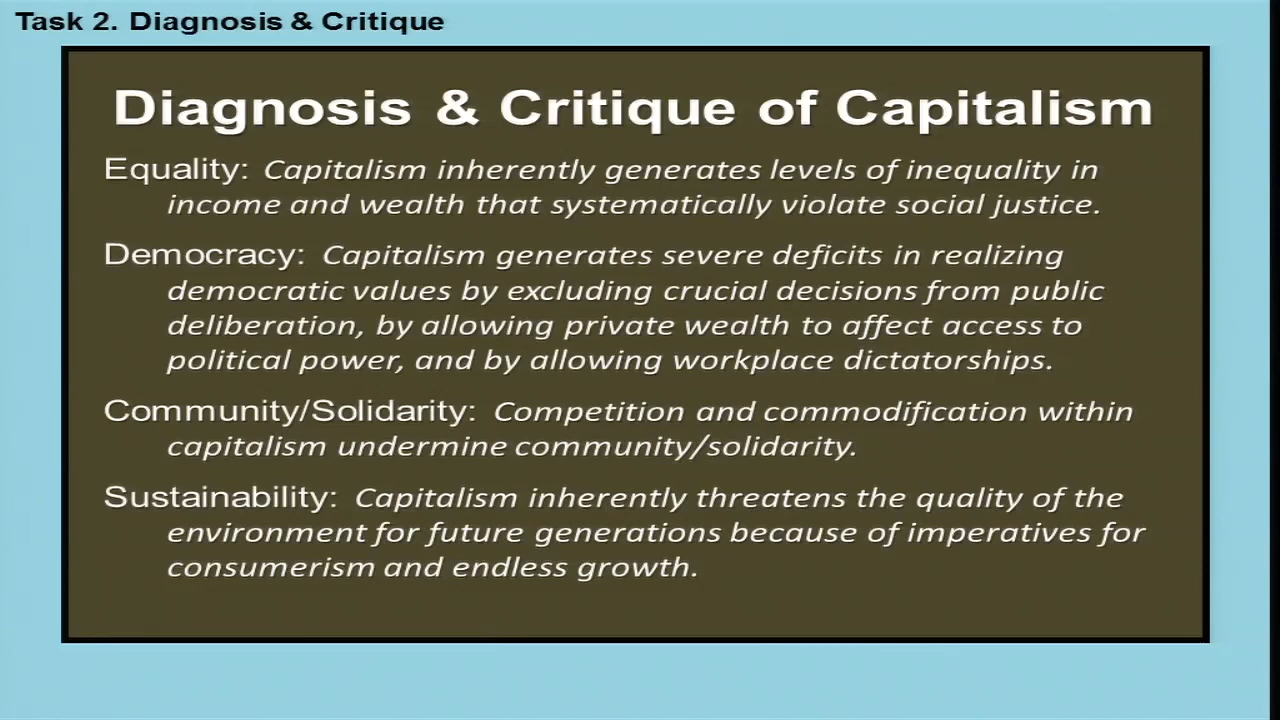 Task 2. Diagnosis & Critique
Diagnosis & Critique of Capitalism
Equality: Capitalism inherently generates levels of inequality in
income and wealth that systematically violate social justice.
Democracy: Capitalism generates severe deficits in realizing
democratic values by excluding crucial decisions from public
deliberation, by allowing private wealth to affect access to
political power, and by allowing workplace dictatorships.
Community/Solidarity: Competition and commodification within
capitalism undermine community/solidarity.
Sustainability: Capitalism inherently threatens the quality of the
environment for future generations because of imperatives for
consumerism and endless growth.